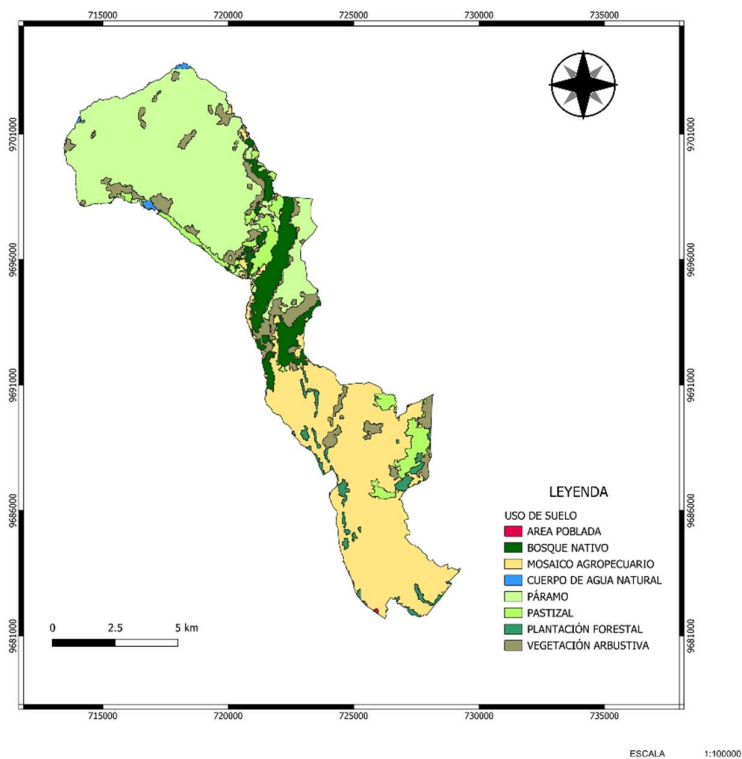 715000 720000 725000 730000 735000
9701000 9701000
9696000 9696000
9691000 9691000
9686000 9686000
9681000 9681000
LEYENDA
USO DE SUELO
AREA POBLADA
BOSQUE NATIVO
MOSAICO AGROPECUARIO
CUERPO DE AGUA NATURAL
PÁRAMO
PASTIZAL
PLANTACIÓN FORESTAL
VEGETACIÓN ARBUSTIVA
0 2.5 5 km
715000 720000 725000 730000 735000
ESCALA 1:100000